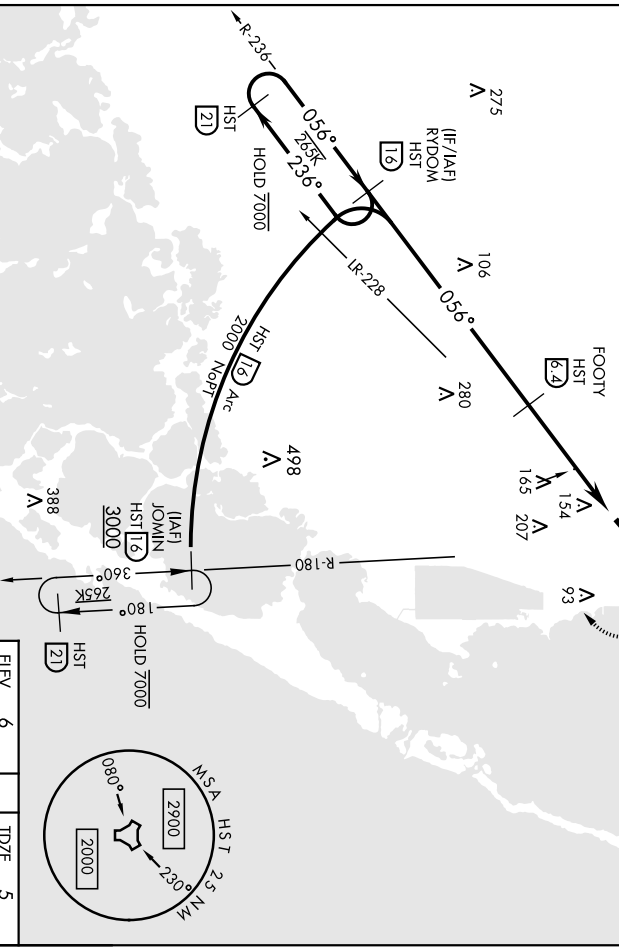 R-236
HST
21
056°
265K
236°
HOLD 7000
(IF/IAF)
RYDOM
HST
16
275
106
LR-228
056°
FOOTY
HST
6.4
280
165
154
207
93
HST 16 Arc
2000 NoPT
498
388
(IAF)
JOMIN
HST 16
3000
R-180
360°
265K
180°
HOLD 7000
HST
21
MSA HST 25 NM
080°
230°
2900
2000
ELEV 6
TDZE 5